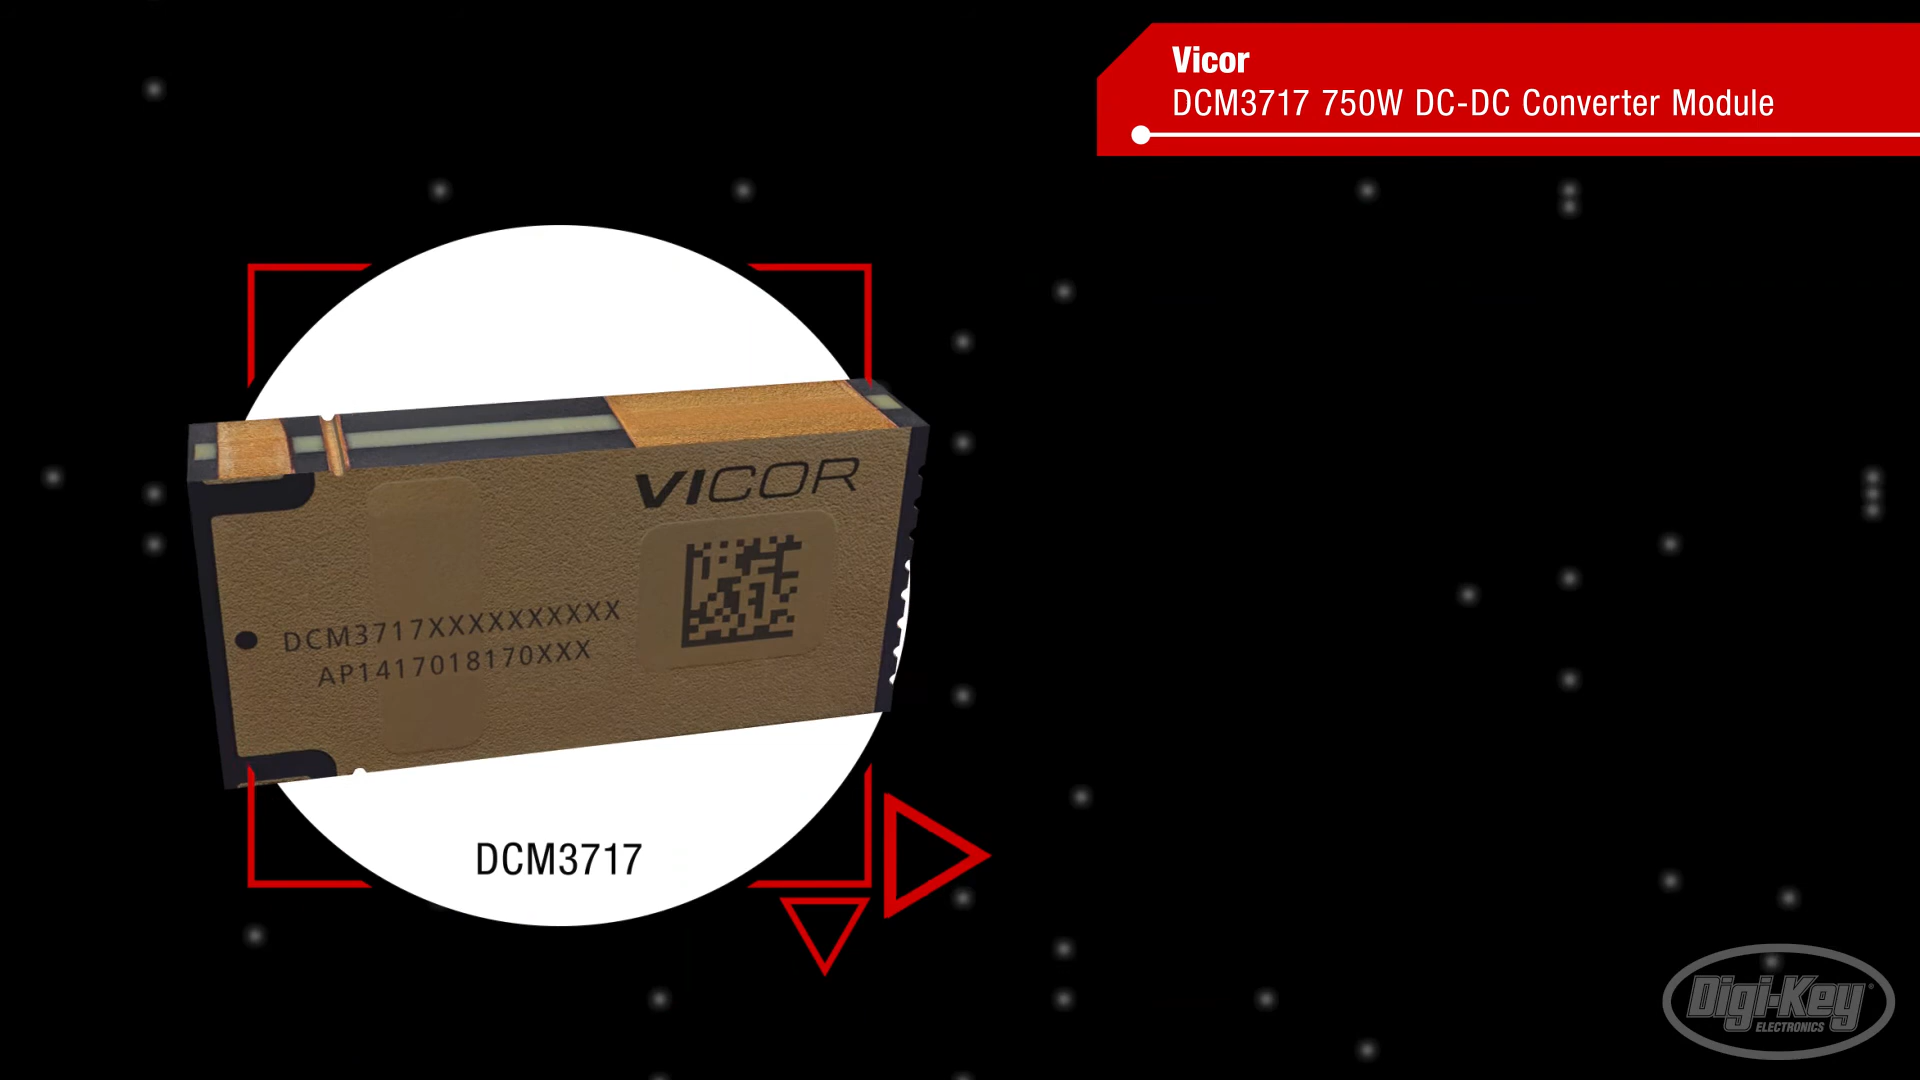 Vicor
DCM3717 750W DC-DC Converter Module
VICOR
DCM3717XXXXXXXXXX
AP1417018170XXX
DCM3717
Digi-Key
ELECTRONICS